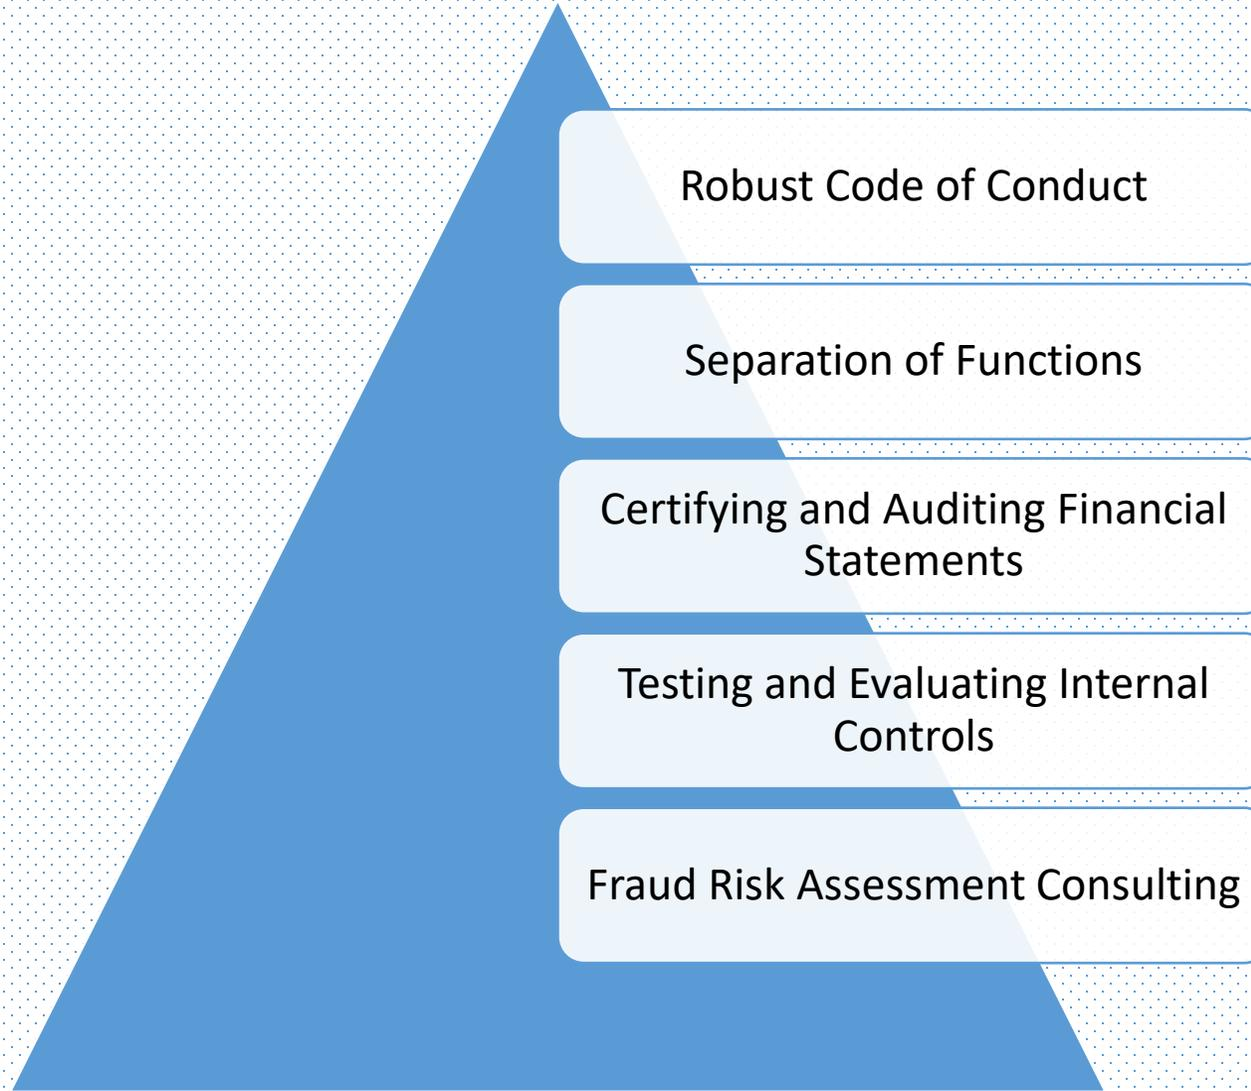 Robust Code of Conduct
Separation of Functions
Certifying and Auditing Financial
Statements
Testing and Evaluating Internal
Controls
Fraud Risk Assessment Consulting